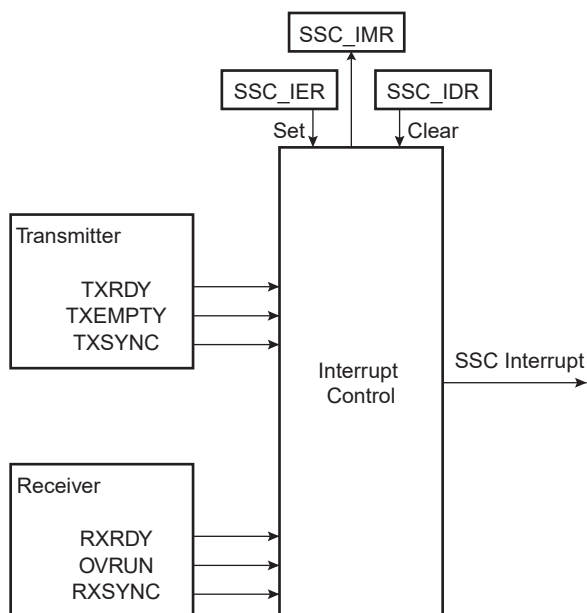 SSC_IMR
SSC_IER
SSC_IDR
Set
Clear
Transmitter
TXRDY
TXEMPTY
TXSYNC
Interrupt
Control
SSC Interrupt
Receiver
RXRDY
OVRUN
RXSYNC